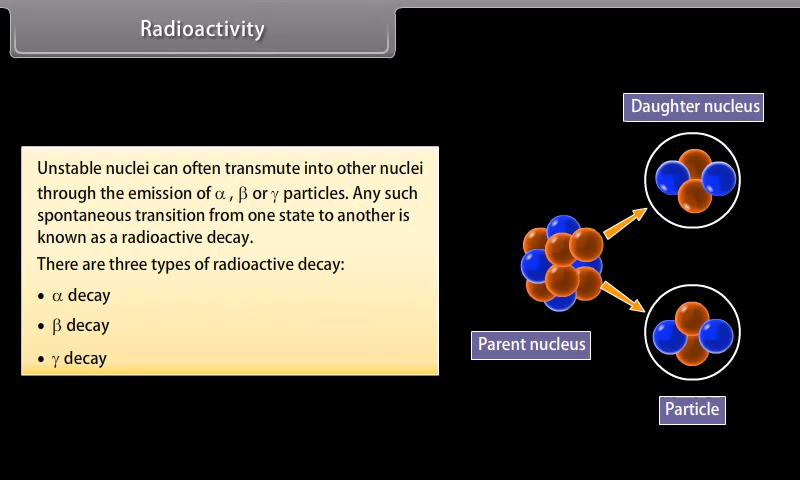 Radioactivity
Unstable nuclei can often transmute into other nuclei
through the emission of α , β or γ particles. Any such
spontaneous transition from one state to another is
known as a radioactive decay.
There are three types of radioactive decay:
• α decay
• β decay
• γ decay
Daughter nucleus
Parent nucleus
Particle